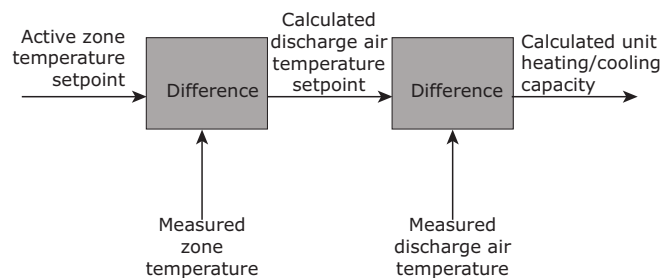 Active zone
temperature
setpoint
Difference
Calculated
discharge air
temperature
setpoint
Difference
Calculated unit
heating/cooling
capacity
Measured
zone
temperature
Measured
discharge air
temperature